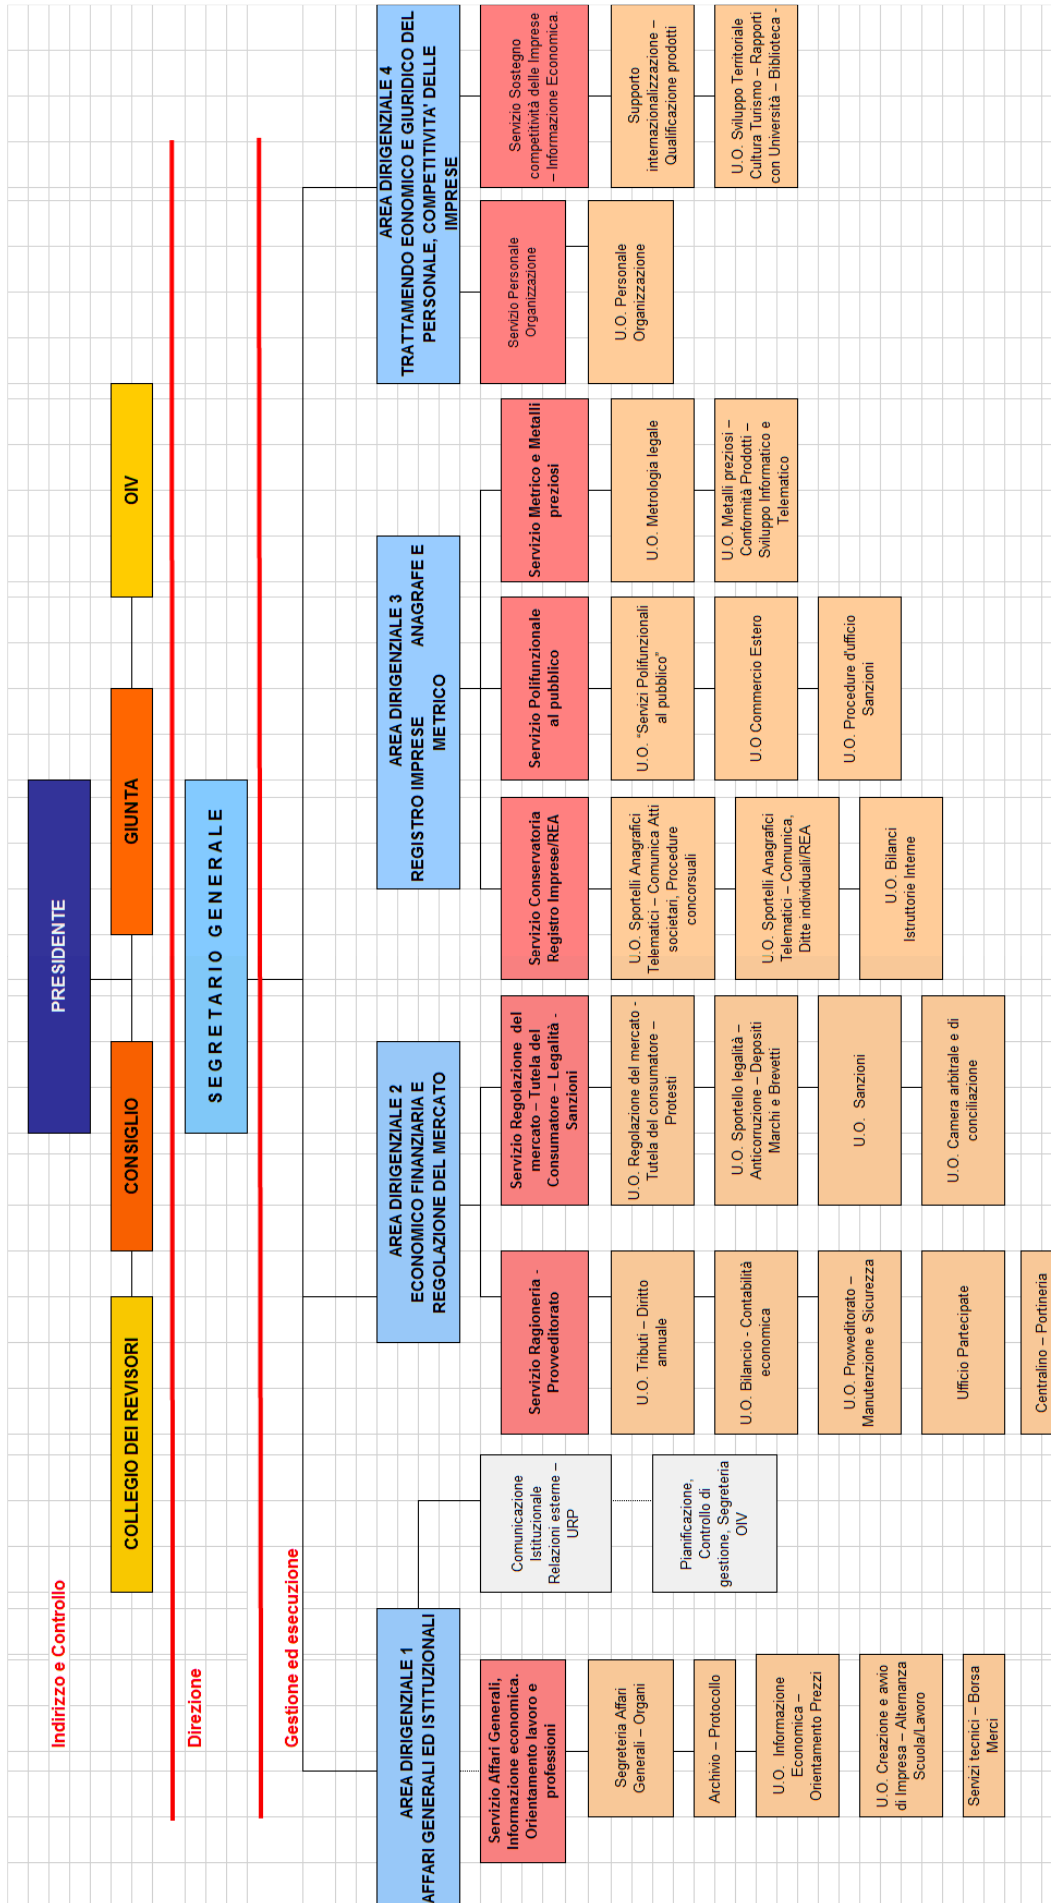 Indirizzo e Controllo
PRESIDENTE
COLLEGIO DEI REVISORI
CONSIGLIO
GIUNTA
OIV
Direzione
SEGRETARIO GENERALE
Gestione ed esecuzione
AREA DIRIGENZIALE 1
AFFARI GENERALI ED ISTITUZIONALI
Servizio Affari Generali,
Informazione economica.
Orientamento lavoro e
professioni
Segreteria Affari
Generali – Organi
Archivio – Protocollo
U.O. Informazione
Economica –
Orientamento Prezzi
U.O. Creazione e avvio
di Impresa – Alternanza
Scuola/Lavoro
Servizi tecnici – Borsa
Merci
Comunicazione
Istituzionale
Relazioni esterne –
URP
Pianificazione,
Controllo di
gestione, Segreteria
OIV
AREA DIRIGENZIALE 2
ECONOMICO FINANZIARIA E
REGOLAZIONE DEL MERCATO
Servizio Ragioneria -
Provveditorato
U.O. Tributi – Diritto
annuale
U.O. Bilancio - Contabilità
economica
U.O. Provveditorato –
Manutenzione e Sicurezza
Ufficio Partecipate
Centralino – Portineria
Servizio Regolazione del
mercato – Tutela del
Consumatore – Legalità -
Sanzioni
U.O. Regolazione del mercato -
Tutela del consumatore –
Protesti
U.O. Sportello legalità –
Anticorruzione – Depositi
Marchi e Brevetti
U.O. Sanzioni
U.O. Camera arbitrale e di
conciliazione
AREA DIRIGENZIALE 3
REGISTRO IMPRESE ANAGRAFE E
METRICO
Servizio Conservatoria
Registro Imprese/REA
U.O. Sportelli Anagrafici
Telematici – Comunica Atti
societari, Procedure
concorsuali
U.O. Sportelli Anagrafici
Telematici – Comunica,
Ditte individuali/REA
U.O. Bilanci
Istruttorie Interne
Servizio Polifunzionale
al pubblico
U.O. "Servizi Polifunzionali
al pubblico"
U.O Commercio Estero
U.O. Procedure d'ufficio
Sanzioni
Servizio Metrico e Metalli
preziosi
U.O. Metrologia legale
U.O. Metalli preziosi –
Conformità Prodotti –
Sviluppo Informatico e
Telematico
AREA DIRIGENZIALE 4
TRATTAMENDO EONOMICO E GIURIDICO DEL
PERSONALE, COMPETITIVITA' DELLE
IMPRESE
Servizio Personale
Organizzazione
U.O. Personale
Organizzazione
Servizio Sostegno
competitività delle Imprese
– Informazione Economica.
Supporto
internazionalizzazione –
Qualificazione prodotti
U.O. Sviluppo Territoriale
Cultura Turismo – Rapporti
con Università – Biblioteca -